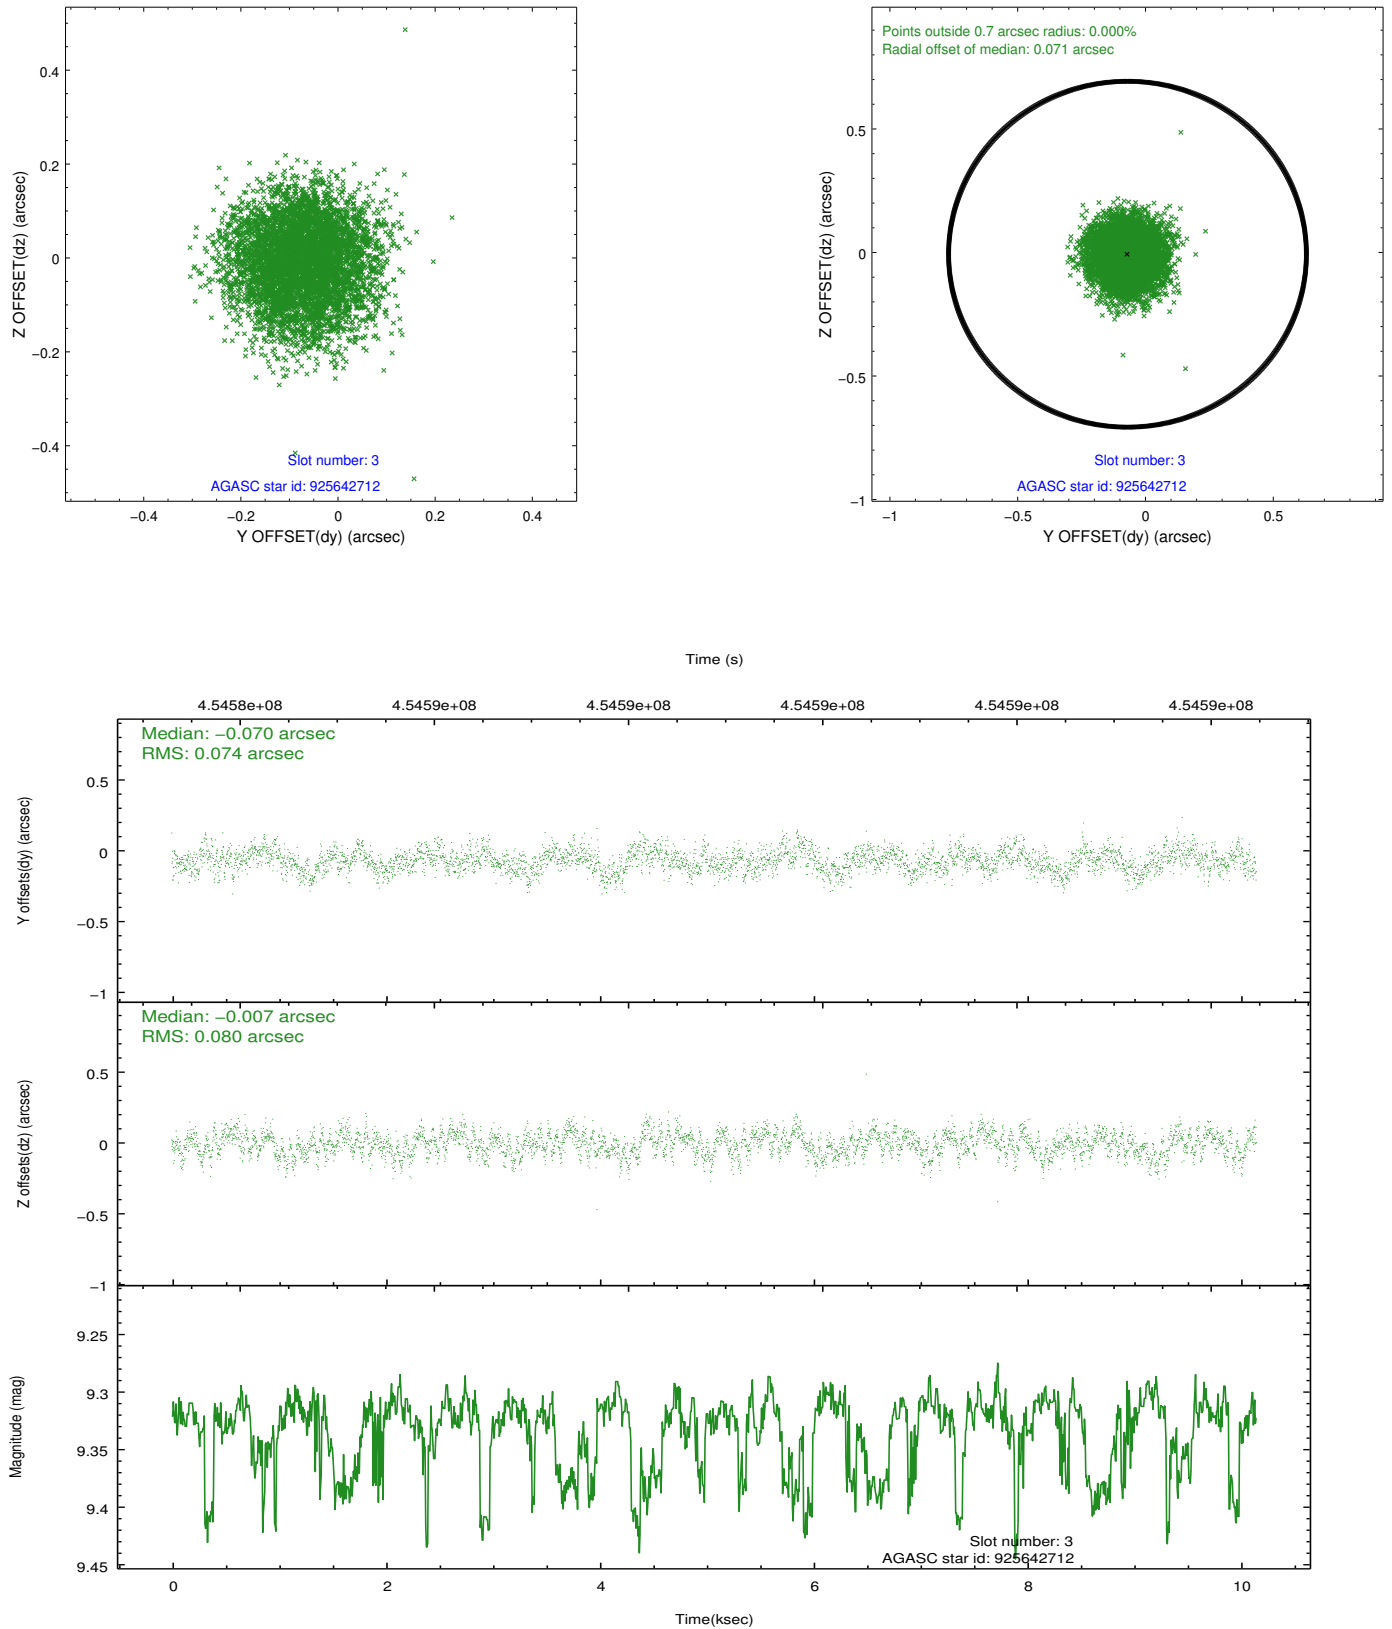 0.4
0.2
0
−0.2
−0.4
Z OFFSET(dz) (arcsec)
Slot number: 3
AGASC star id: 925642712
−0.4 −0.2 0 0.2 0.4
Y OFFSET(dy) (arcsec)
Points outside 0.7 arcsec radius: 0.000%
Radial offset of median: 0.071 arcsec
0.5
0
−0.5
−1
Z OFFSET(dz) (arcsec)
Slot number: 3
AGASC star id: 925642712
−1 −0.5 0 0.5
Y OFFSET(dy) (arcsec)
Time (s)
4.5458e+08 4.5459e+08 4.5459e+08 4.5459e+08 4.5459e+08 4.5459e+08
Median: −0.070 arcsec
RMS: 0.074 arcsec
0.5
0
−0.5
−1
Y offsets(dy) (arcsec)
Median: −0.007 arcsec
RMS: 0.080 arcsec
0.5
0
−0.5
−1
Z offsets(dz) (arcsec)
9.25
9.3
9.35
9.4
9.45
Magnitude (mag)
Slot number: 3
AGASC star id: 925642712
0 2 4 6 8 10
Time(ksec)